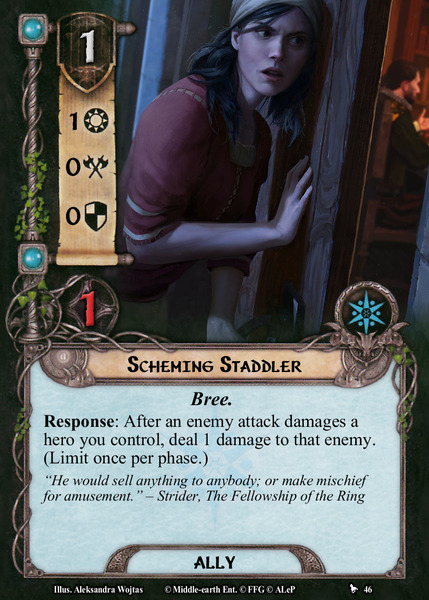 1
1
0
0
1
Scheming Staddler
Bree.
Response: After an enemy attack damages a
hero you control, deal 1 damage to that enemy.
(Limit once per phase.)
“He would sell anything to anybody; or make mischief
for amusement.” – Strider, The Fellowship of the Ring
ALLY
Illus. Aleksandra Wojtas © Middle-earth Ent. © FFG © ALeP 46